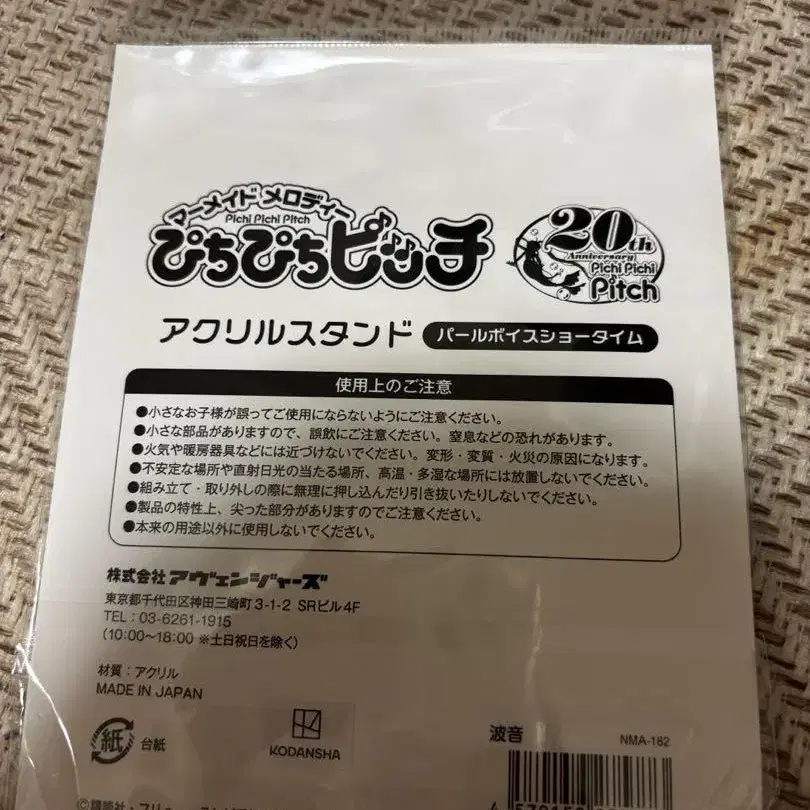 マーメイド メロディー
Pichi Pichi Pitch
ぴちぴちピッチ
20th
Anniversary
Pichi Pichi
Pitch
アクリルスタンド パールボイスショータイム
使用上のご注意
●小さなお子様が誤ってご使用にならないようにご注意ください。
●小さな部品がありますので、誤飲にご注意ください。窒息などの恐れがあります。
●火気や暖房器具などには近づけないでください。変形・変質・火災の原因になります。
●不安定な場所や直射日光の当たる場所、高温・多湿な場所には放置しないでください。
●組み立て・取り外しの際に無理に押し込んだり引き抜いたりしないでください。
●製品の特性上、尖った部分がありますのでご注意ください。
●本来の用途以外に使用しないでください。
株式会社アヴェンジャーズ
東京都千代田区神田三崎町3-1-2 SRビル4F
TEL:03-6261-1915
(10:00~18:00 ※土日祝日を除く)
材質:アクリル
MADE IN JAPAN
紙 台紙
KODANSHA
波音 NMA-182
©講談社・フリュー